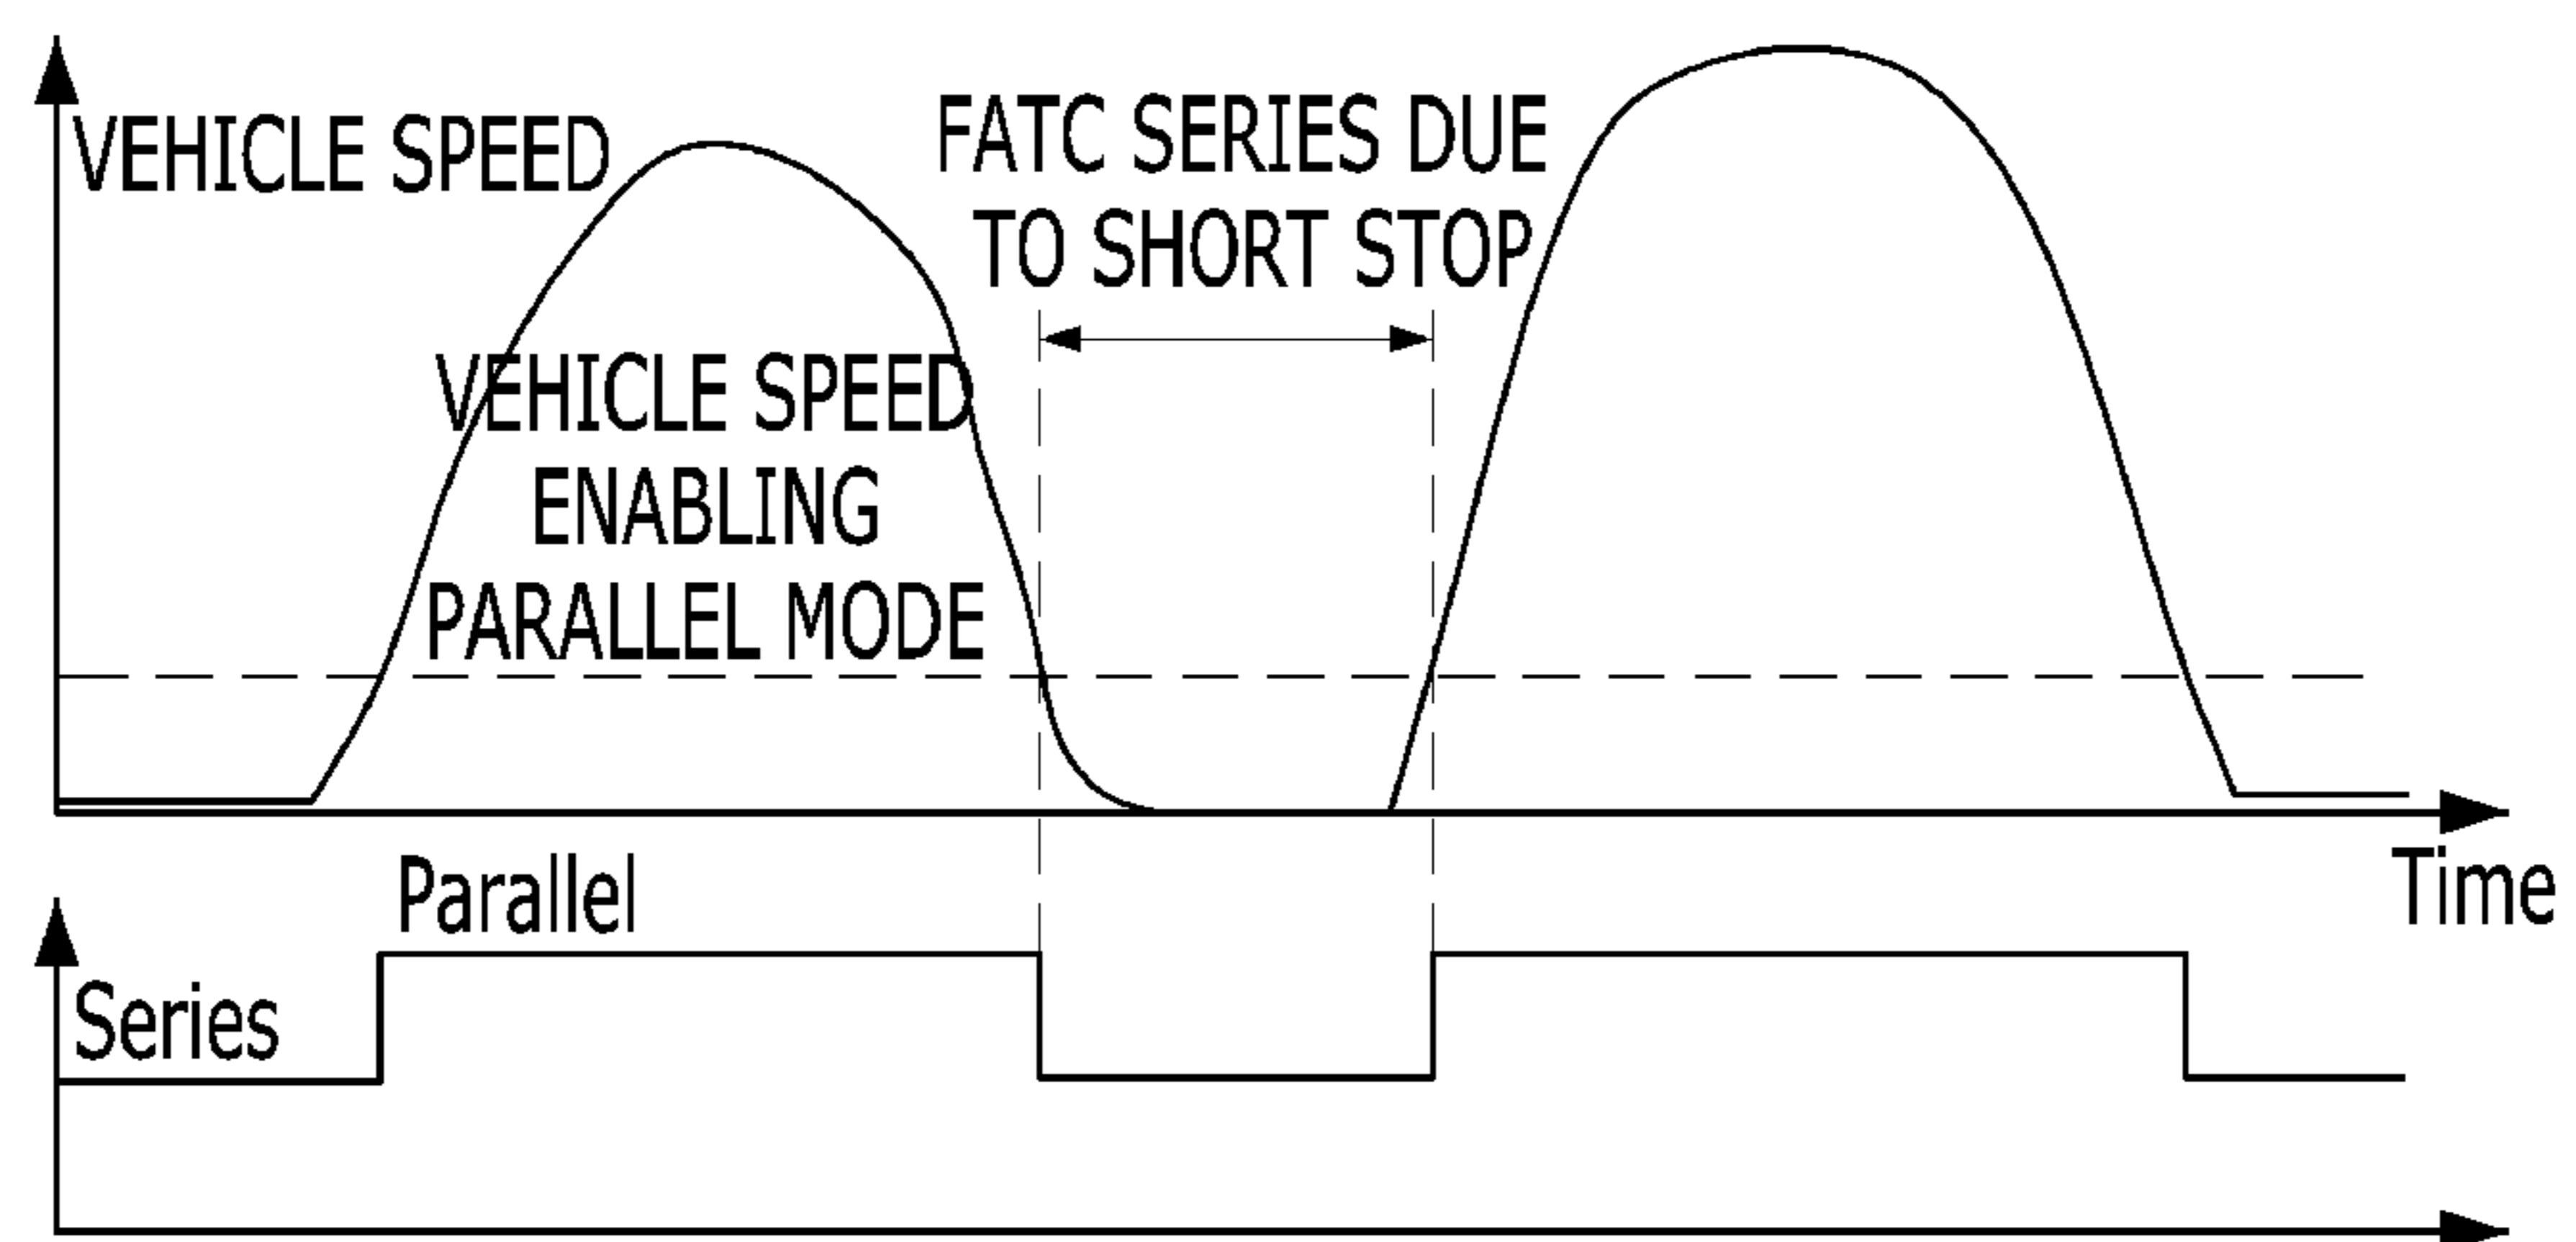 VEHICLE SPEED
FATC SERIES DUE
TO SHORT STOP
VEHICLE SPEED
ENABLING
PARALLEL MODE
Time
Parallel
Series